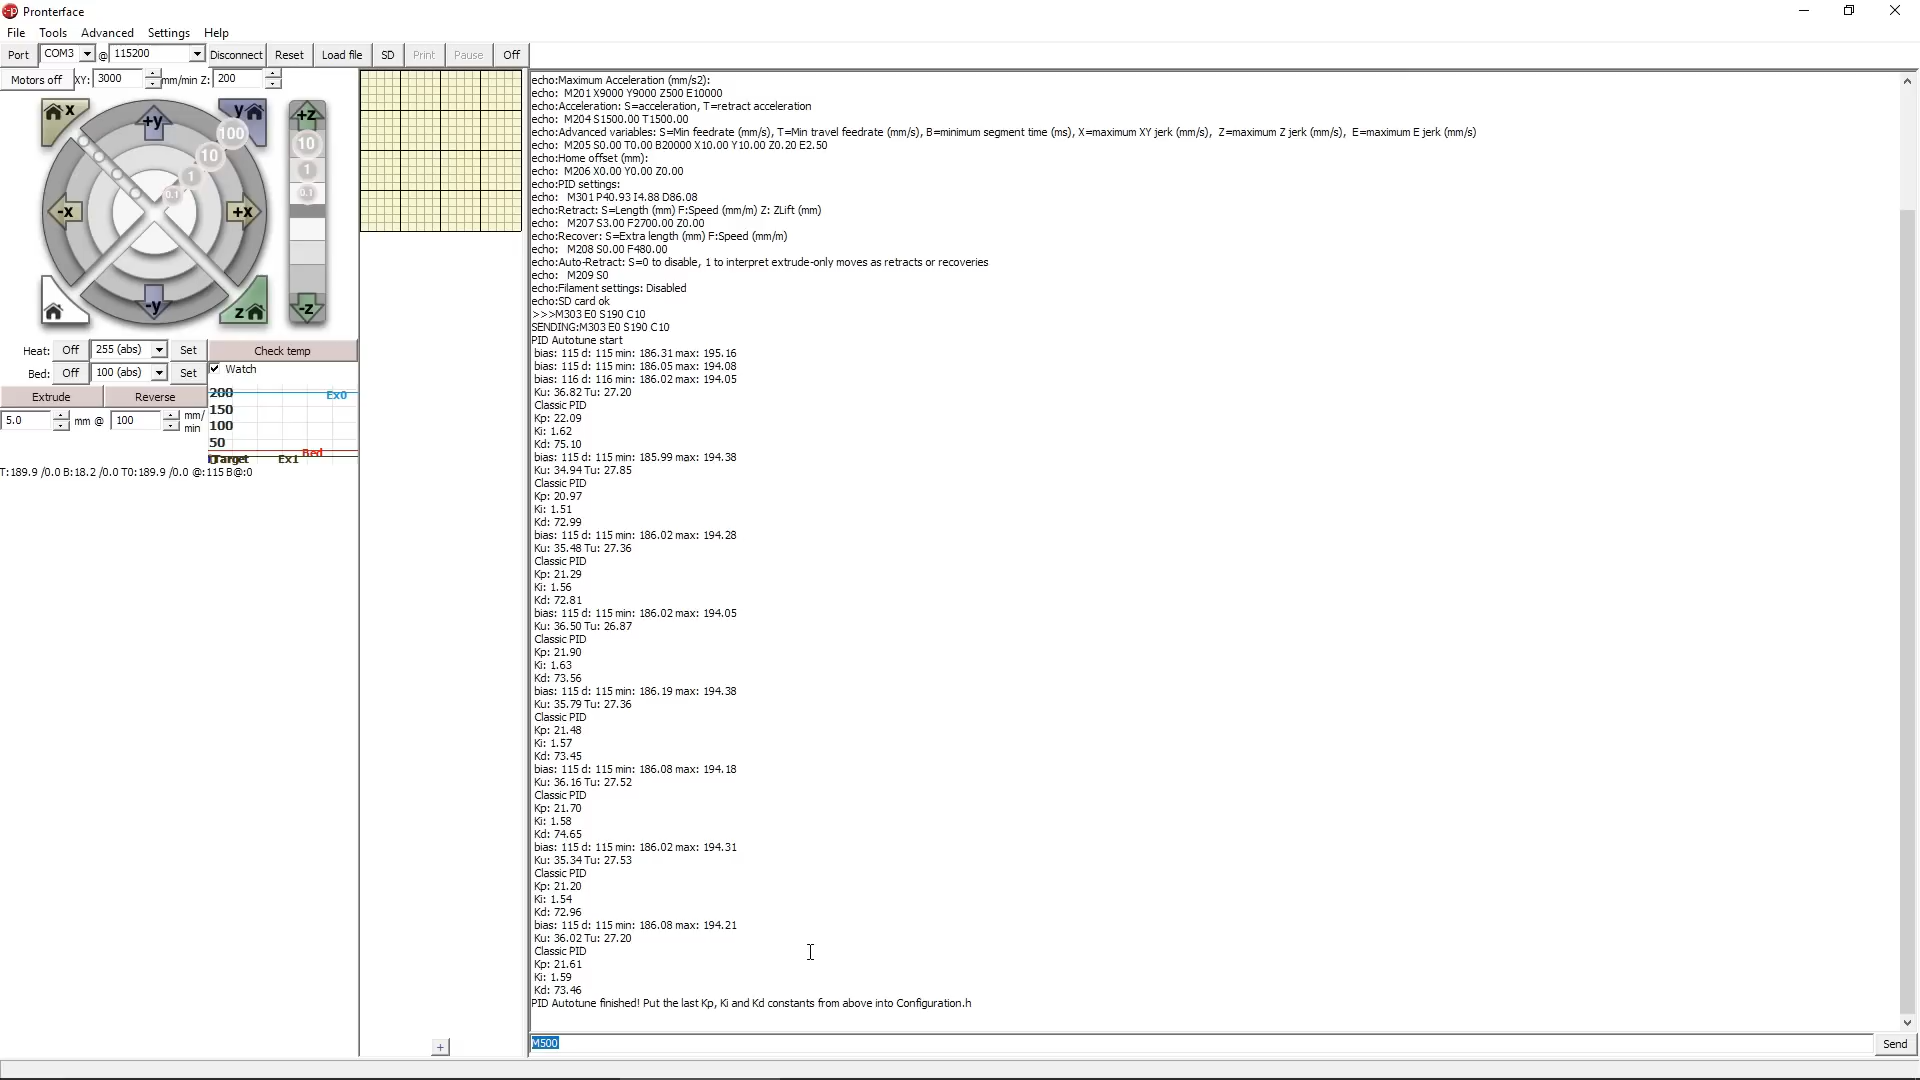 Pronterface
File Tools Advanced Settings Help
Port COM3 @ 115200 Disconnect Reset Load file SD Print Pause Off
Motors off XY: 3000 mm/min Z: 200
x y +y 100 10 1 0.1 -x +x -y z +z 10 1 0.1 -z
Heat: Off 255 (abs) Set Check temp
Bed: Off 100 (abs) Set Watch
Extrude Reverse
5.0 mm @ 100 mm/ min
200 Ex0
150
100
50
Target Ex1 Bed
T:189.9 /0.0 B:18.2 /0.0 T0:189.9 /0.0 @:115 B@:0
+
echo:Maximum Acceleration (mm/s2):
echo: M201 X9000 Y9000 Z500 E10000
echo:Acceleration: S=acceleration, T=retract acceleration
echo: M204 S1500.00 T1500.00
echo:Advanced variables: S=Min feedrate (mm/s), T=Min travel feedrate (mm/s), B=minimum segment time (ms), X=maximum XY jerk (mm/s), Z=maximum Z jerk (mm/s), E=maximum E jerk (mm/s)
echo: M205 S0.00 T0.00 B20000 X10.00 Y10.00 Z0.20 E2.50
echo:Home offset (mm):
echo: M206 X0.00 Y0.00 Z0.00
echo:PID settings:
echo: M301 P40.93 I4.88 D86.08
echo:Retract: S=Length (mm) F:Speed (mm/m) Z: ZLift (mm)
echo: M207 S3.00 F2700.00 Z0.00
echo:Recover: S=Extra length (mm) F:Speed (mm/m)
echo: M208 S0.00 F480.00
echo:Auto-Retract: S=0 to disable, 1 to interpret extrude-only moves as retracts or recoveries
echo: M209 S0
echo:Filament settings: Disabled
echo:SD card ok
>>>M303 E0 S190 C10
SENDING:M303 E0 S190 C10
PID Autotune start
bias: 115 d: 115 min: 186.31 max: 195.16
bias: 115 d: 115 min: 186.05 max: 194.08
bias: 116 d: 116 min: 186.02 max: 194.05
Ku: 36.82 Tu: 27.20
Classic PID
Kp: 22.09
Ki: 1.62
Kd: 75.10
bias: 115 d: 115 min: 185.99 max: 194.38
Ku: 34.94 Tu: 27.85
Classic PID
Kp: 20.97
Ki: 1.51
Kd: 72.99
bias: 115 d: 115 min: 186.02 max: 194.28
Ku: 35.48 Tu: 27.36
Classic PID
Kp: 21.29
Ki: 1.56
Kd: 72.81
bias: 115 d: 115 min: 186.02 max: 194.05
Ku: 36.50 Tu: 26.87
Classic PID
Kp: 21.90
Ki: 1.63
Kd: 73.56
bias: 115 d: 115 min: 186.19 max: 194.38
Ku: 35.79 Tu: 27.36
Classic PID
Kp: 21.48
Ki: 1.57
Kd: 73.45
bias: 115 d: 115 min: 186.08 max: 194.18
Ku: 36.16 Tu: 27.52
Classic PID
Kp: 21.70
Ki: 1.58
Kd: 74.65
bias: 115 d: 115 min: 186.02 max: 194.31
Ku: 35.34 Tu: 27.53
Classic PID
Kp: 21.20
Ki: 1.54
Kd: 72.96
bias: 115 d: 115 min: 186.08 max: 194.21
Ku: 36.02 Tu: 27.20
Classic PID
Kp: 21.61
Ki: 1.59
Kd: 73.46
PID Autotune finished! Put the last Kp, Ki and Kd constants from above into Configuration.h
M500 Send